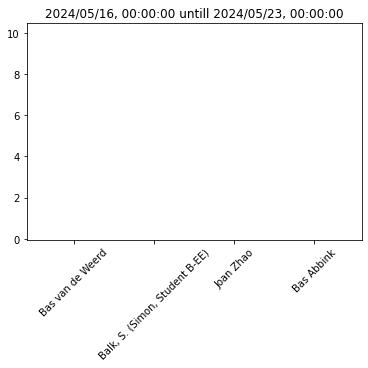 2024/05/16, 00:00:00 untill 2024/05/23, 00:00:00
10
8
6
4
2
0
Bas van de Weerd
Balk, S. (Simon, Student B-EE)
Joan Zhao
Bas Abbink